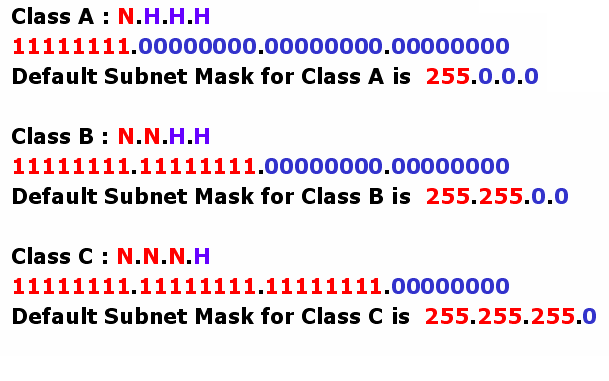 Class A : N.H.H.H
11111111.00000000.00000000.00000000
Default Subnet Mask for Class A is 255.0.0.0
Class B : N.N.H.H
11111111.11111111.00000000.00000000
Default Subnet Mask for Class B is 255.255.0.0
Class C : N.N.N.H
11111111.11111111.11111111.00000000
Default Subnet Mask for Class C is 255.255.255.0